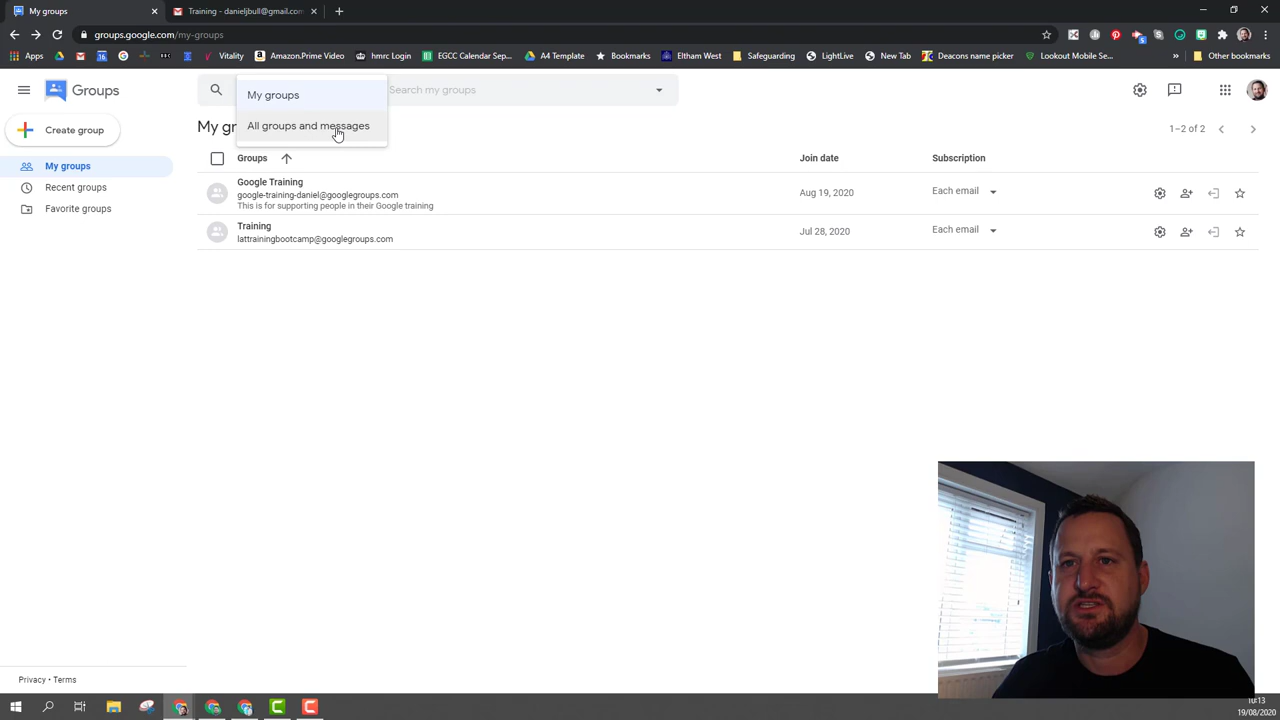 My groups
Training - danieljbull@gmail.com
groups.google.com/my-groups
Apps
Vitality
Amazon.Prime Video
hmrc Login
EGCC Calendar Sep...
A4 Template
Bookmarks
Eltham West
Safeguarding
LightLive
New Tab
Deacons name picker
Lookout Mobile Se...
»
Other bookmarks
Groups
My groups
Search my groups
All groups and messages
Create group
My gr
1–2 of 2
My groups
Groups
Join date
Subscription
Recent groups
Google Training
google-training-daniel@googlegroups.com
This is for supporting people in their Google training
Aug 19, 2020
Each email
Favorite groups
Training
lattrainingbootcamp@googlegroups.com
Jul 28, 2020
Each email
Privacy • Terms
10:13
19/08/2020